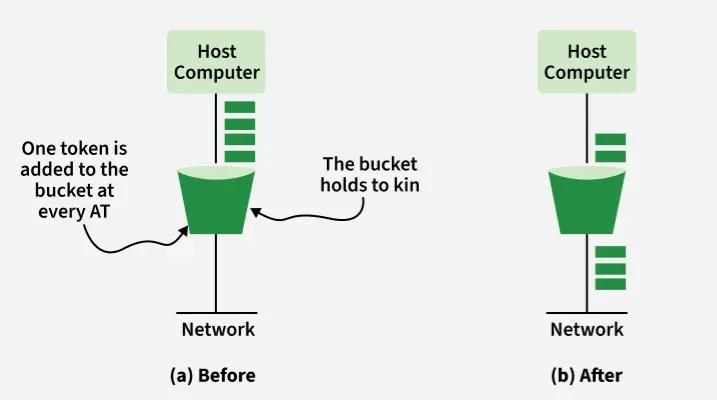 Host
Computer
One token is
added to the
bucket at
every AT
The bucket
holds to kin
Network
(a) Before
Host
Computer
Network
(b) After